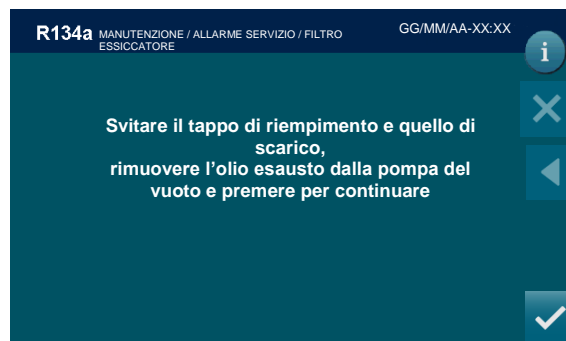 R134a MANUTENZIONE / ALLARME SERVIZIO / FILTRO
ESSICCATORE
GG/MM/AA-XX:XX
i
Svitare il tappo di riempimento e quello di
scarico,
rimuovere l’olio esausto dalla pompa del
vuoto e premere per continuare